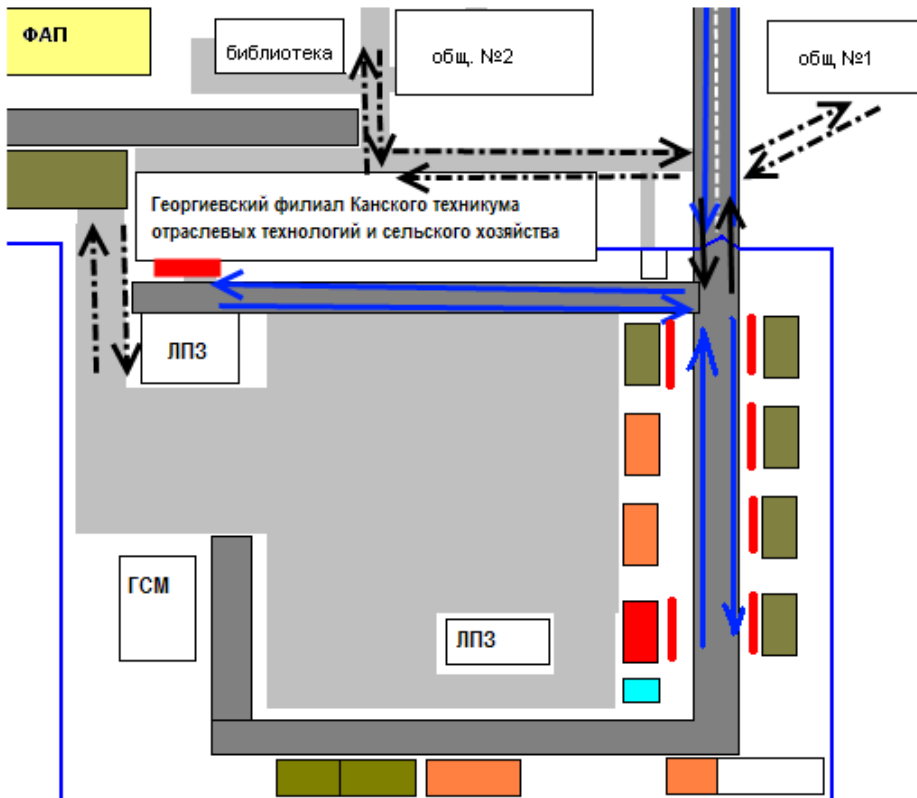 ФАП
библиотека
общ. №2
общ №1
Георгиевский филиал Канского техникума
отраслевых технологий и сельского хозяйства
ЛПЗ
ГСМ
ЛПЗ